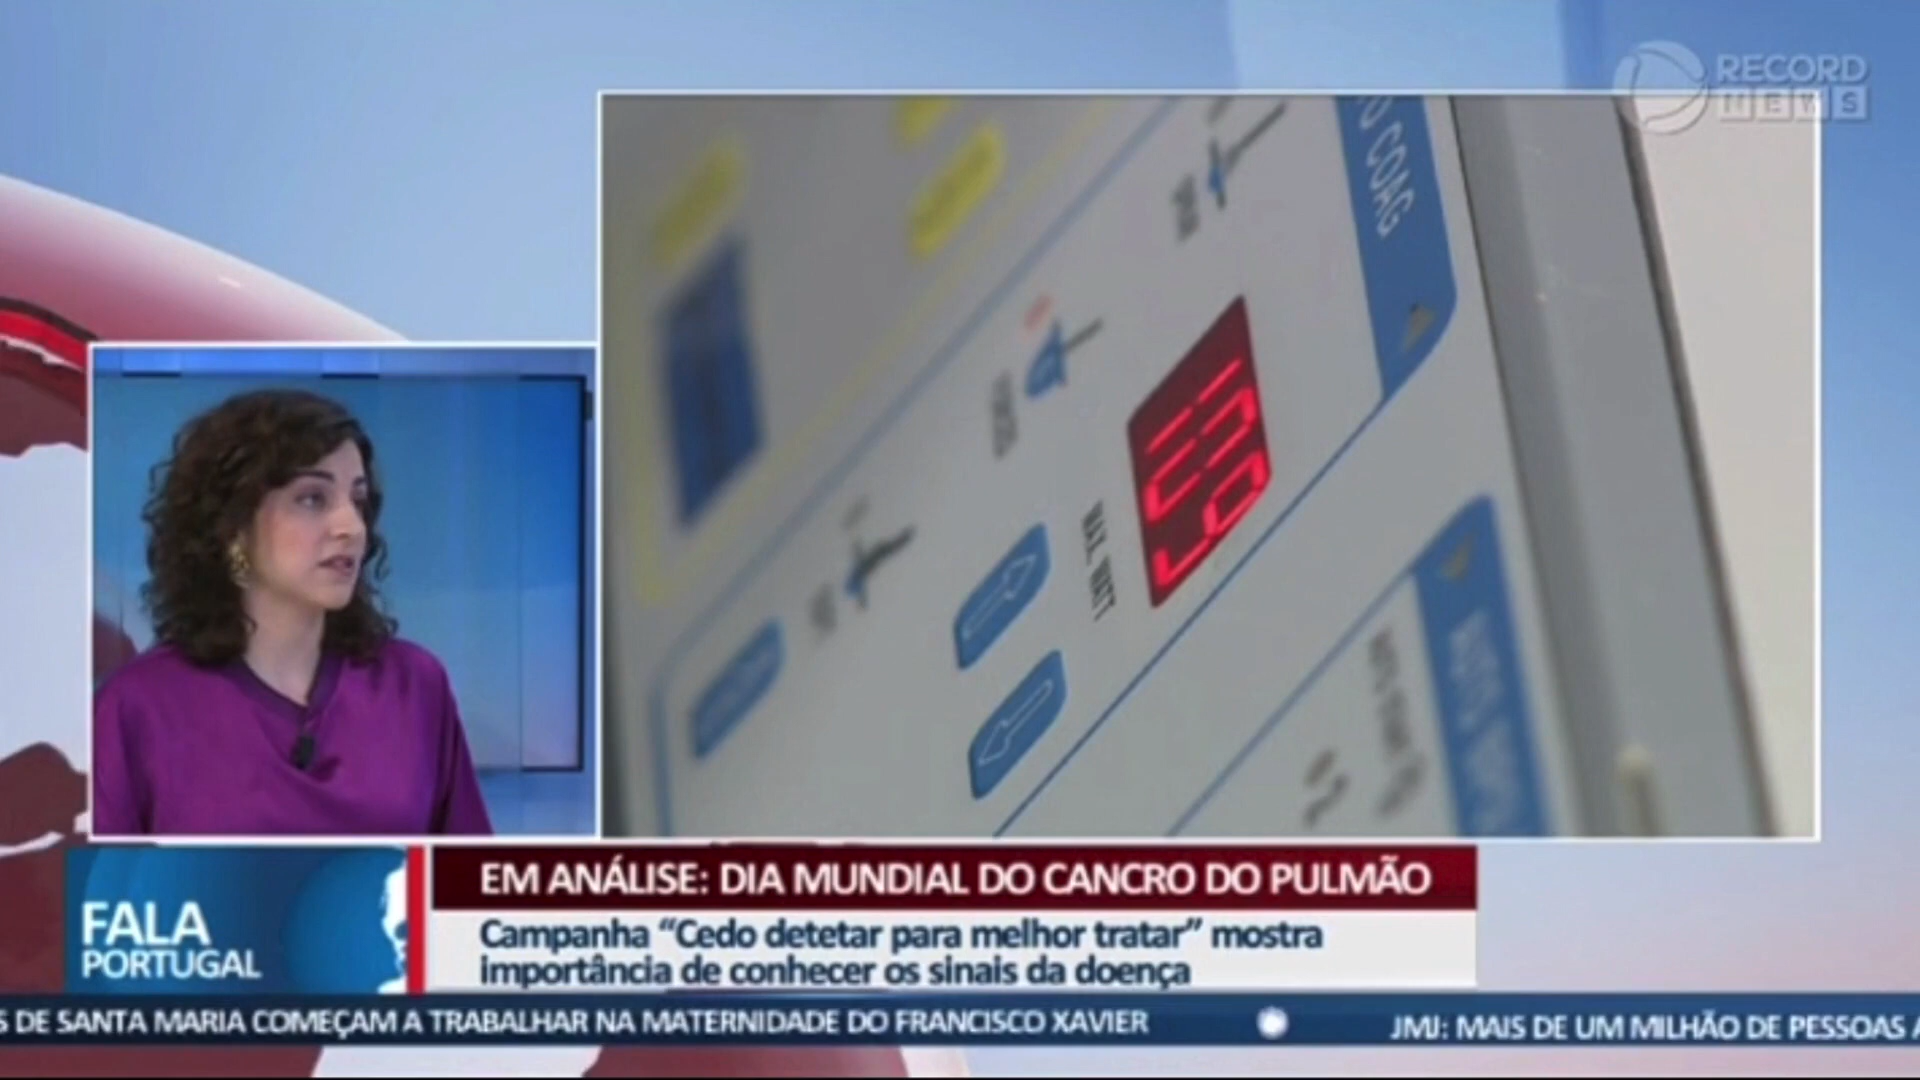 RECORD
NEWS
O COAG
MAX. WATT
EM ANÁLISE: DIA MUNDIAL DO CANCRO DO PULMÃO
Campanha “Cedo detetar para melhor tratar” mostra
importância de conhecer os sinais da doença
FALA
PORTUGAL
S DE SANTA MARIA COMEÇAM A TRABALHAR NA MATERNIDADE DO FRANCISCO XAVIER
JMJ: MAIS DE UM MILHÃO DE PESSOAS A